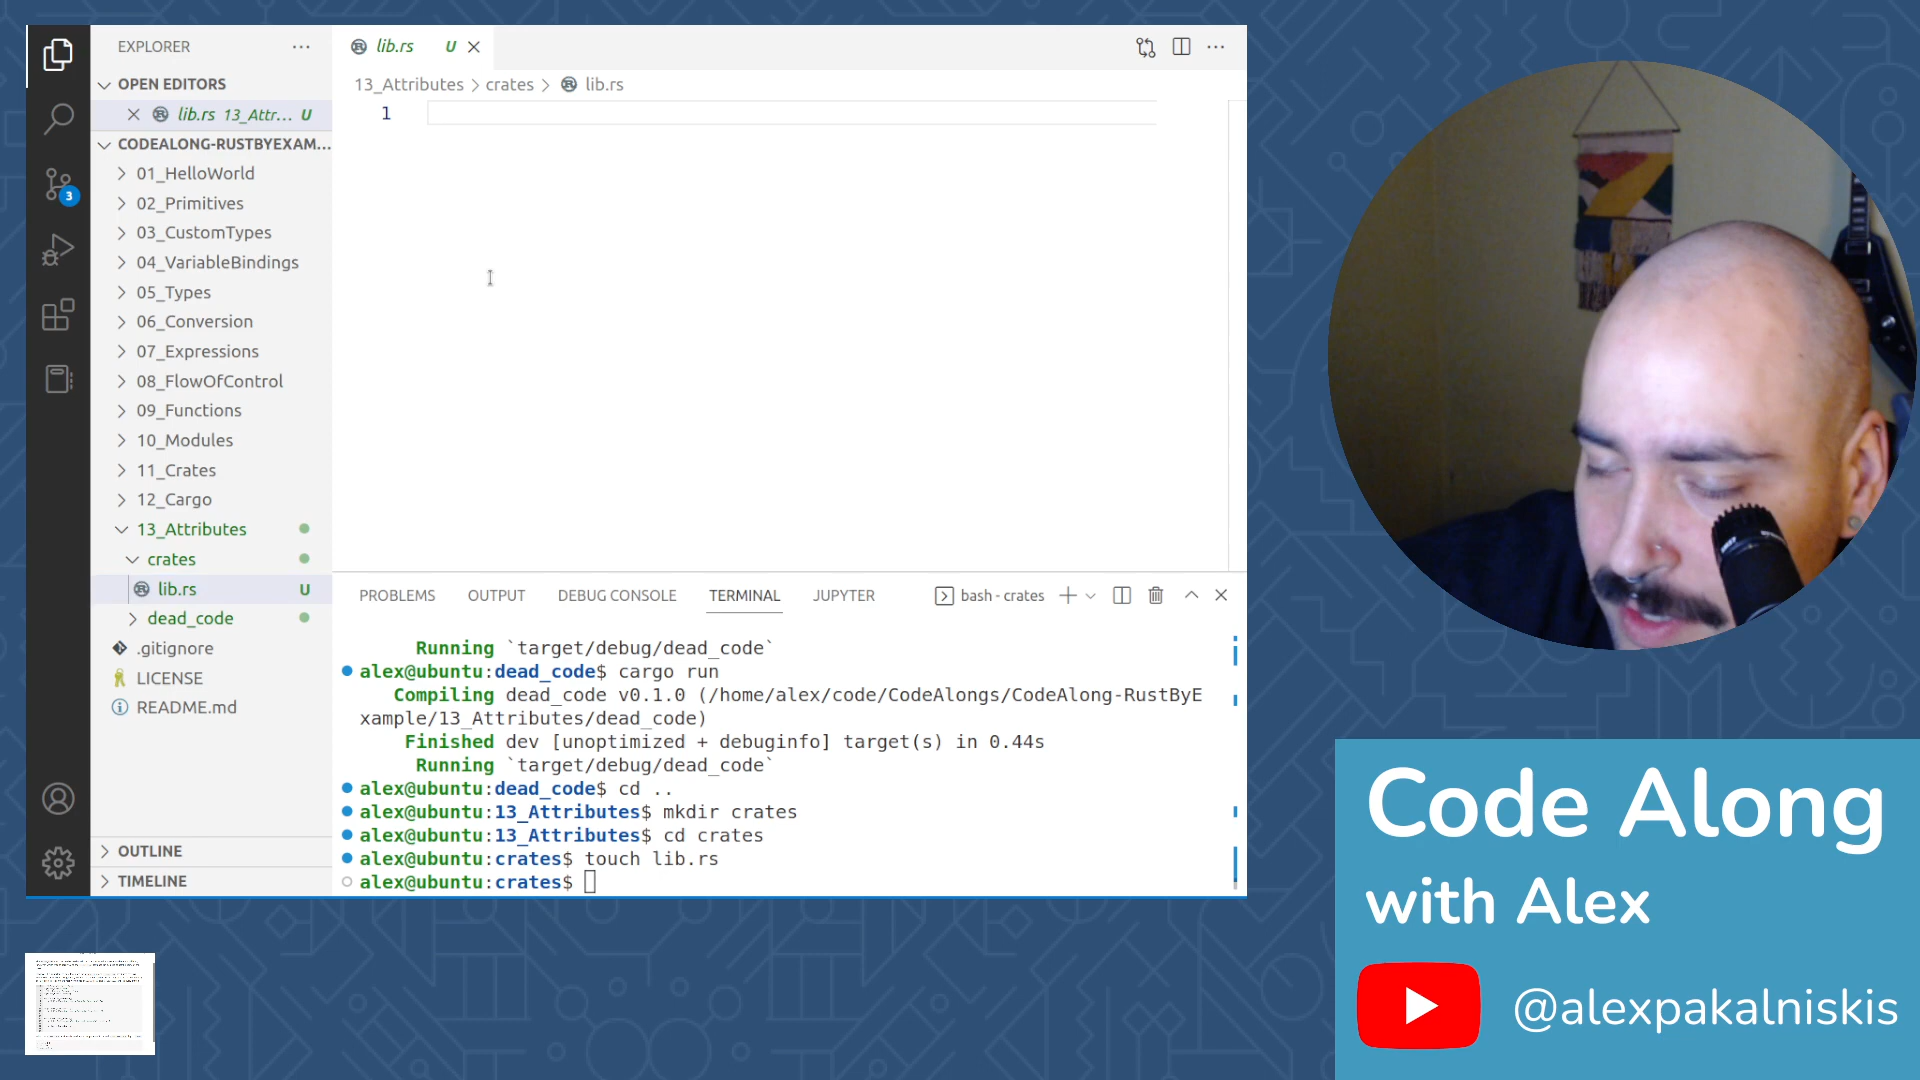 EXPLORER
OPEN EDITORS
lib.rs 13_Attr... U
CODEALONG-RUSTBYEXAM...
01_HelloWorld
02_Primitives
03_CustomTypes
04_VariableBindings
05_Types
06_Conversion
07_Expressions
08_FlowOfControl
09_Functions
10_Modules
11_Crates
12_Cargo
13_Attributes
crates
lib.rs U
dead_code
.gitignore
LICENSE
README.md
OUTLINE
TIMELINE
3
lib.rs U
13_Attributes > crates > lib.rs
1
PROBLEMS OUTPUT DEBUG CONSOLE TERMINAL JUPYTER bash - crates
Running `target/debug/dead_code`
alex@ubuntu:dead_code$ cargo run
Compiling dead_code v0.1.0 (/home/alex/code/CodeAlongs/CodeAlong-RustByE
xample/13_Attributes/dead_code)
Finished dev [unoptimized + debuginfo] target(s) in 0.44s
Running `target/debug/dead_code`
alex@ubuntu:dead_code$ cd ..
alex@ubuntu:13_Attributes$ mkdir crates
alex@ubuntu:13_Attributes$ cd crates
alex@ubuntu:crates$ touch lib.rs
alex@ubuntu:crates$
Code Along
with Alex
@alexpakalniskis